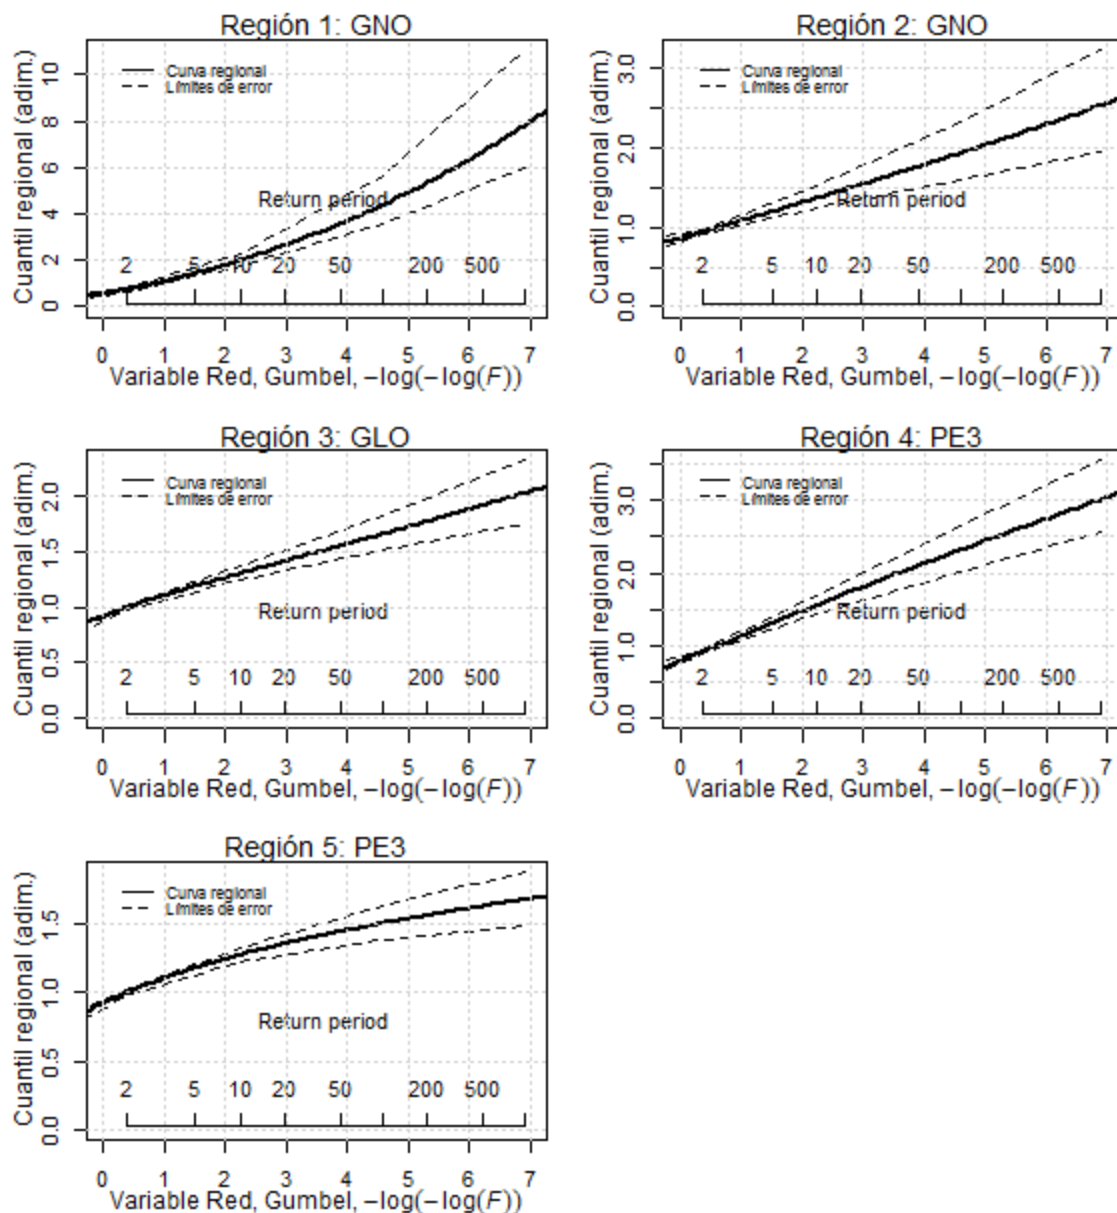 Región 1: GNO
Cuantil regional (adim.)
10
8
6
4
2
0
Curva regional
Límites de error
Return period
2 5 10 20 50 200 500
0 1 2 3 4 5 6 7
Variable Red, Gumbel, −log(−log(F))
Región 2: GNO
Cuantil regional (adim.)
3.0
2.0
1.0
0.0
Curva regional
Límites de error
Return period
2 5 10 20 50 200 500
0 1 2 3 4 5 6 7
Variable Red, Gumbel, −log(−log(F))
Región 3: GLO
Cuantil regional (adim.)
2.0
1.5
1.0
0.5
0.0
Curva regional
Límites de error
Return period
2 5 10 20 50 200 500
0 1 2 3 4 5 6 7
Variable Red, Gumbel, −log(−log(F))
Región 4: PE3
Cuantil regional (adim.)
3.0
2.0
1.0
0.0
Curva regional
Límites de error
Return period
2 5 10 20 50 200 500
0 1 2 3 4 5 6 7
Variable Red, Gumbel, −log(−log(F))
Región 5: PE3
Cuantil regional (adim.)
1.5
1.0
0.5
0.0
Curva regional
Límites de error
Return period
2 5 10 20 50 200 500
0 1 2 3 4 5 6 7
Variable Red, Gumbel, −log(−log(F))